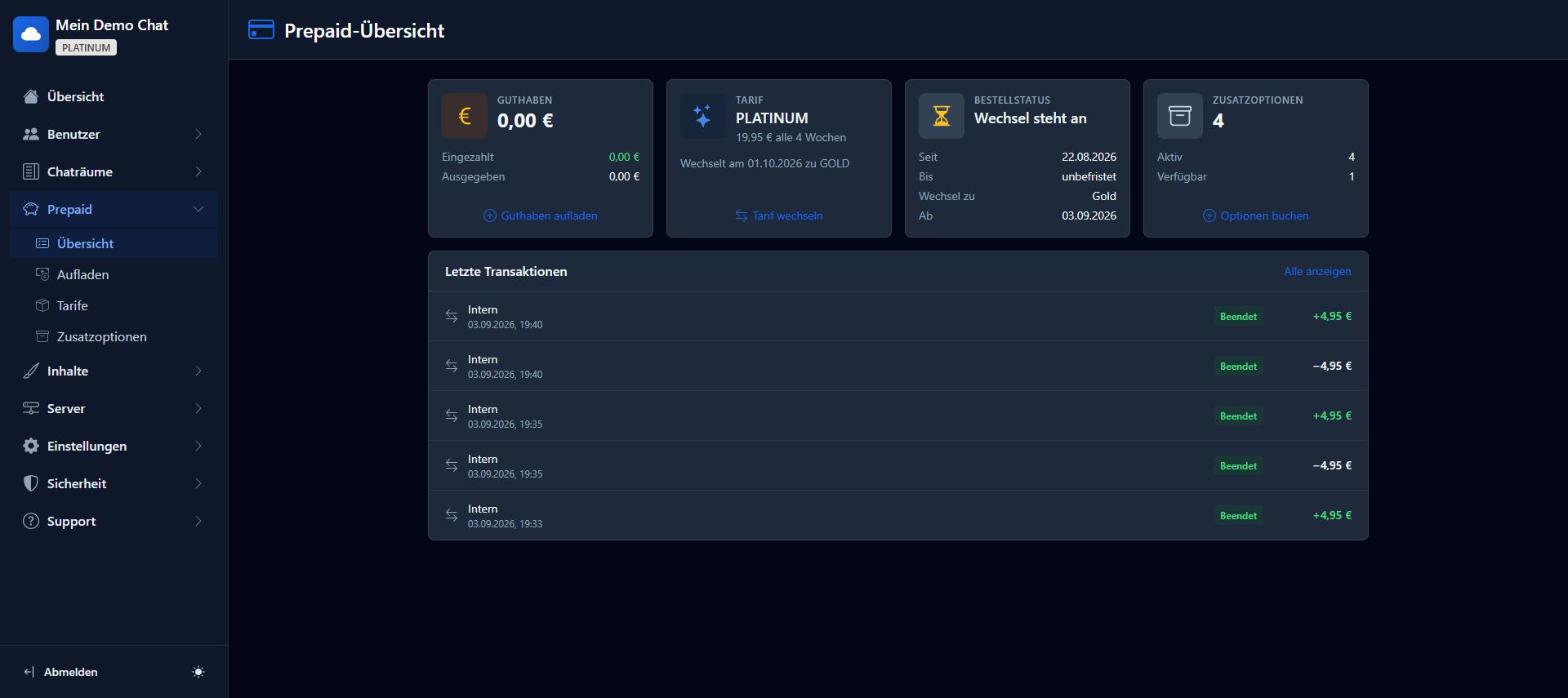 Mein Demo Chat
PLATINUM
Übersicht
Benutzer
Chaträume
Prepaid
Übersicht
Aufladen
Tarife
Zusatzoptionen
Inhalte
Server
Einstellungen
Sicherheit
Support
Abmelden
Prepaid-Übersicht
GUTHABEN
0,00 €
Eingezahlt 0,00 €
Ausgegeben 0,00 €
Guthaben aufladen
TARIF
PLATINUM
19,95 € alle 4 Wochen
Wechselt am 01.10.2026 zu GOLD
Tarif wechseln
BESTELLSTATUS
Wechsel steht an
Seit 22.08.2026
Bis unbefristet
Wechsel zu Gold
Ab 03.09.2026
ZUSATZOPTIONEN
4
Aktiv 4
Verfügbar 1
Optionen buchen
Letzte Transaktionen Alle anzeigen
Intern
03.09.2026, 19:40
Beendet +4,95 €
Intern
03.09.2026, 19:40
Beendet −4,95 €
Intern
03.09.2026, 19:35
Beendet +4,95 €
Intern
03.09.2026, 19:35
Beendet −4,95 €
Intern
03.09.2026, 19:33
Beendet +4,95 €